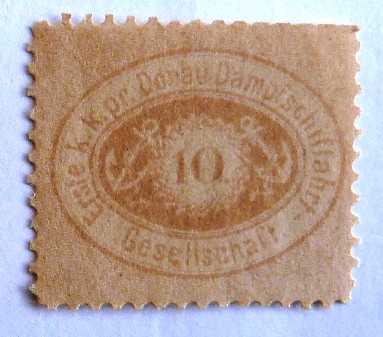 Erste k. k. pr. Donau Dampfschiffahrt-
Gesellschaft
10